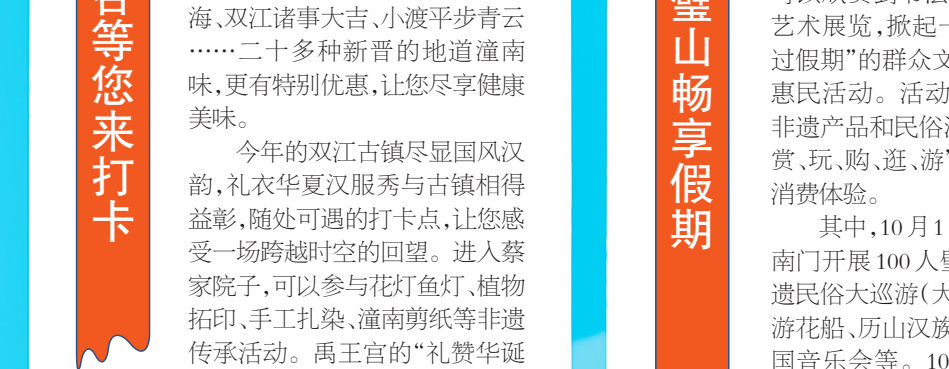 等您来打卡
海、双江诸事大吉、小渡平步青云
……二十多种新晋的地道潼南
味,更有特别优惠,让您尽享健康
美味。
今年的双江古镇尽显国风汉
韵,礼衣华夏汉服秀与古镇相得
益彰,随处可遇的打卡点,让您感
受一场跨越时空的回望。进入蔡
家院子,可以参与花灯鱼灯、植物
拓印、手工扎染、潼南剪纸等非遗
传承活动。禹王宫的“礼赞华诞
璧山畅享假期
艺术展览,掀起一
过假期”的群众文
惠民活动。活动
非遗产品和民俗
赏、玩、购、逛、游”
消费体验。
其中,10月1
南门开展100人
遗民俗大巡游(大
游花船、历山汉族
国音乐会等。10